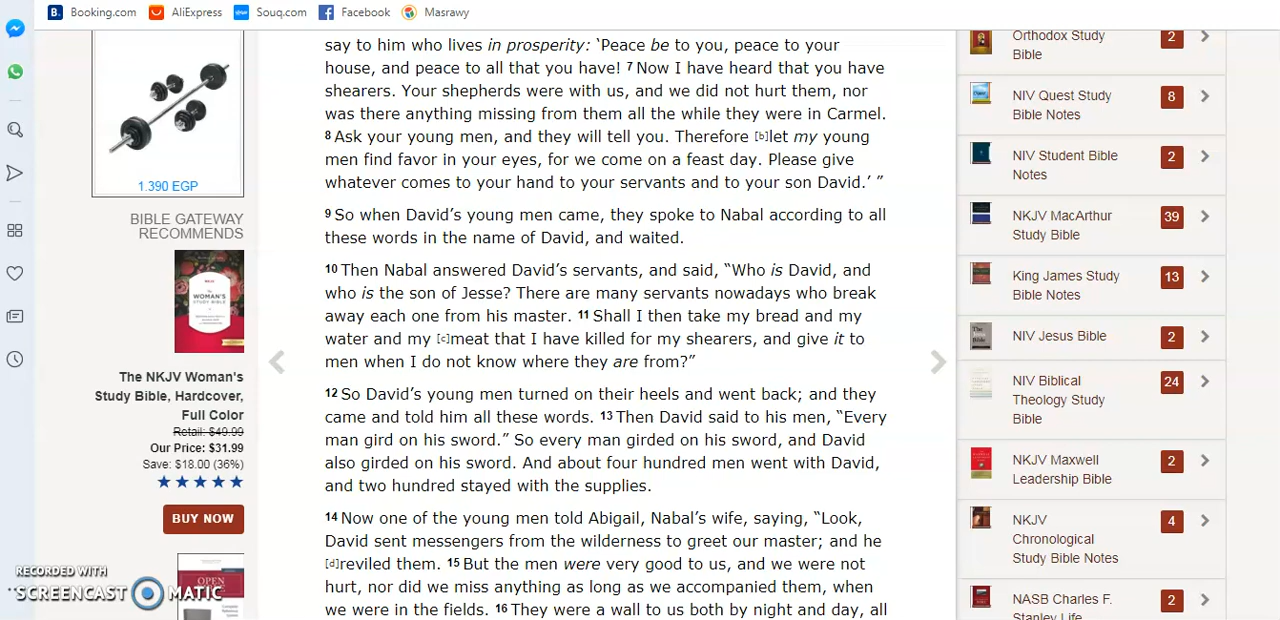 Booking.com AliExpress Souq.com Facebook Masrawy
1.390 EGP
BIBLE GATEWAY
RECOMMENDS
WOMAN'S
STUDY BIBLE
The NKJV Woman's
Study Bible, Hardcover,
Full Color
Retail: $49.99
Our Price: $31.99
Save: $18.00 (36%)
BUY NOW
OPEN
RECORDED WITH
SCREENCAST MATIC
say to him who lives in prosperity: ‘Peace be to you, peace to your
house, and peace to all that you have! 7 Now I have heard that you have
shearers. Your shepherds were with us, and we did not hurt them, nor
was there anything missing from them all the while they were in Carmel.
8 Ask your young men, and they will tell you. Therefore [b]let my young
men find favor in your eyes, for we come on a feast day. Please give
whatever comes to your hand to your servants and to your son David.’ ”
9 So when David’s young men came, they spoke to Nabal according to all
these words in the name of David, and waited.
10 Then Nabal answered David’s servants, and said, “Who is David, and
who is the son of Jesse? There are many servants nowadays who break
away each one from his master. 11 Shall I then take my bread and my
water and my [c]meat that I have killed for my shearers, and give it to
men when I do not know where they are from?”
12 So David’s young men turned on their heels and went back; and they
came and told him all these words. 13 Then David said to his men, “Every
man gird on his sword.” So every man girded on his sword, and David
also girded on his sword. And about four hundred men went with David,
and two hundred stayed with the supplies.
14 Now one of the young men told Abigail, Nabal’s wife, saying, “Look,
David sent messengers from the wilderness to greet our master; and he
[d]reviled them. 15 But the men were very good to us, and we were not
hurt, nor did we miss anything as long as we accompanied them, when
we were in the fields. 16 They were a wall to us both by night and day, all
Orthodox Study
Bible
2
NIV Quest Study
Bible Notes
8
NIV Student Bible
Notes
2
NKJV MacArthur
Study Bible
39
King James Study
Bible Notes
13
NIV Jesus Bible
2
NIV Biblical
Theology Study
Bible
24
NKJV Maxwell
Leadership Bible
2
NKJV
Chronological
Study Bible Notes
4
NASB Charles F.
Stanley Life
2